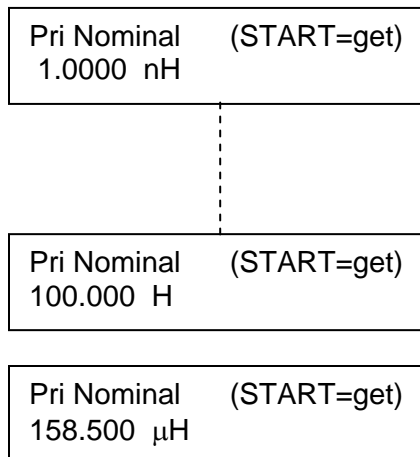 Pri Nominal (START=get)
1.0000 nH
Pri Nominal (START=get)
100.000 H
Pri Nominal (START=get)
158.500 μH